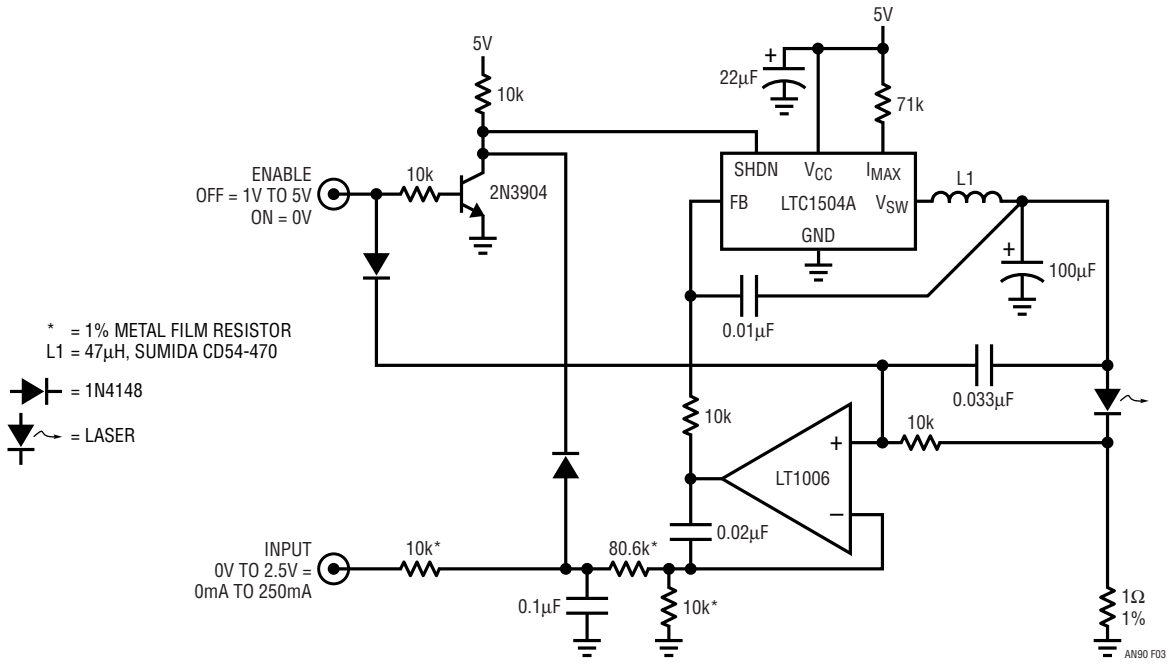 5V
10k
ENABLE
OFF = 1V TO 5V
ON = 0V
10k
2N3904
5V
+
22µF
71k
SHDN
VCC
IMAX
FB
LTC1504A
VSW
GND
L1
+
100µF
0.01µF
* = 1% METAL FILM RESISTOR
L1 = 47µH, SUMIDA CD54-470
= 1N4148
= LASER
0.033µF
10k
10k
+
LT1006
–
0.02µF
INPUT
0V TO 2.5V =
0mA TO 250mA
10k*
80.6k*
0.1µF
10k*
1Ω
1%
AN90 F03